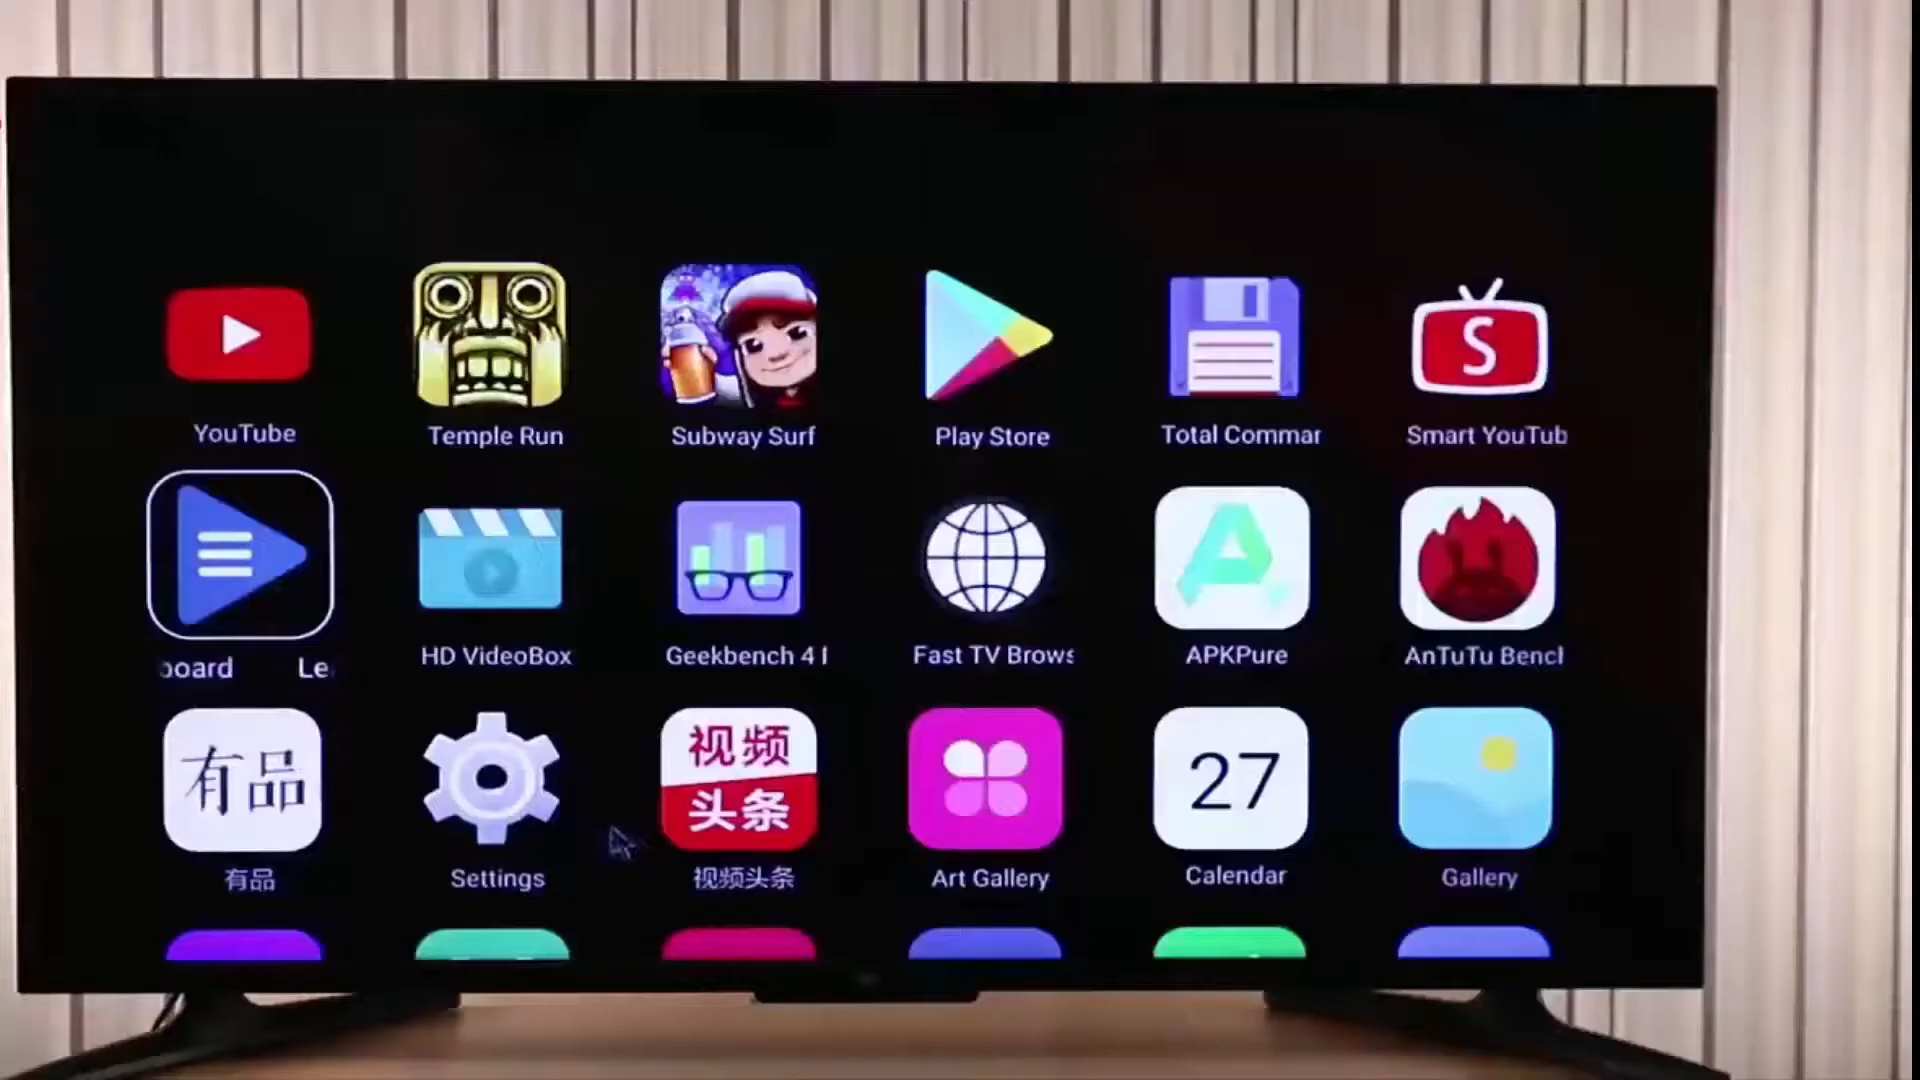 YouTube
Temple Run
Subway Surf
Play Store
Total Commar
S
Smart YouTub
board Le
HD VideoBox
Geekbench 4
Fast TV Brows
APKPure
AnTuTu Bencl
有品
有品
Settings
视频
头条
视频头条
Art Gallery
27
Calendar
Gallery